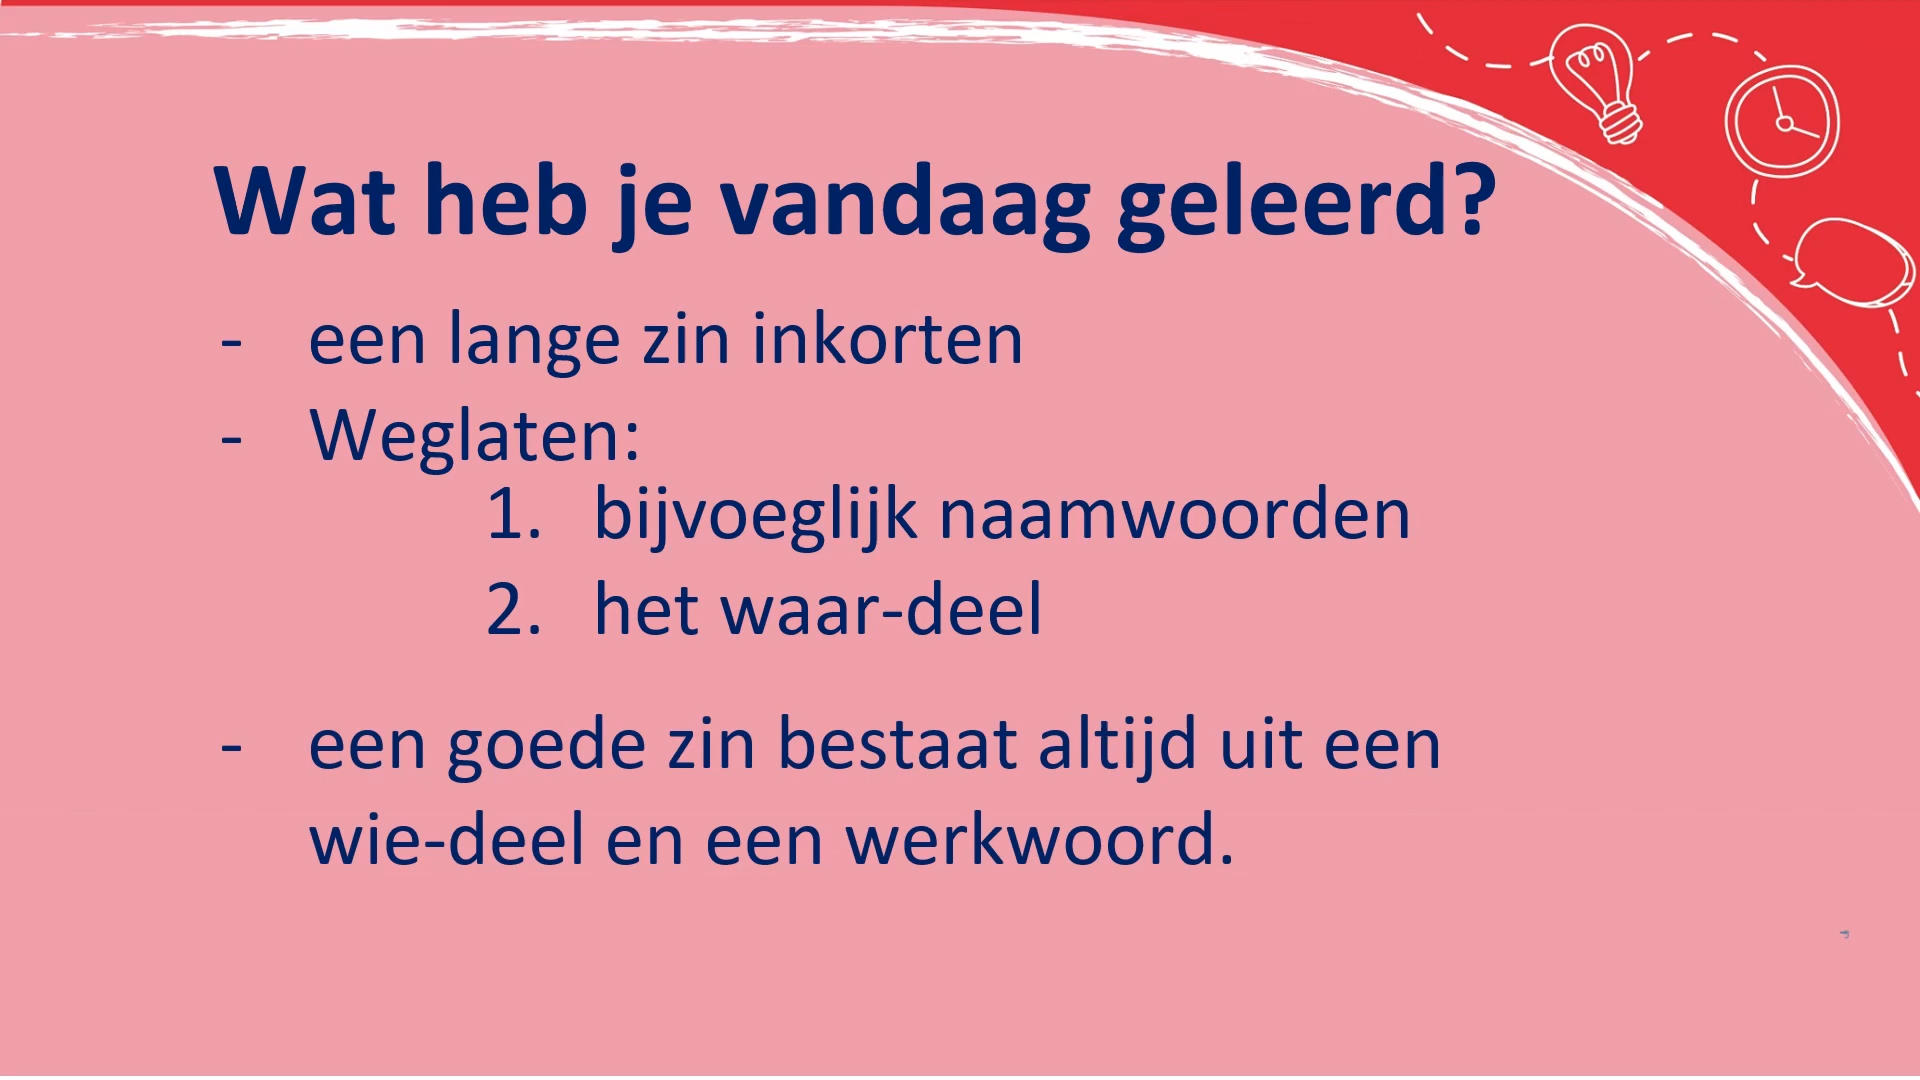 Wat heb je vandaag geleerd?
- een lange zin inkorten
- Weglaten:
1. bijvoeglijk naamwoorden
2. het waar-deel
- een goede zin bestaat altijd uit een
wie-deel en een werkwoord.